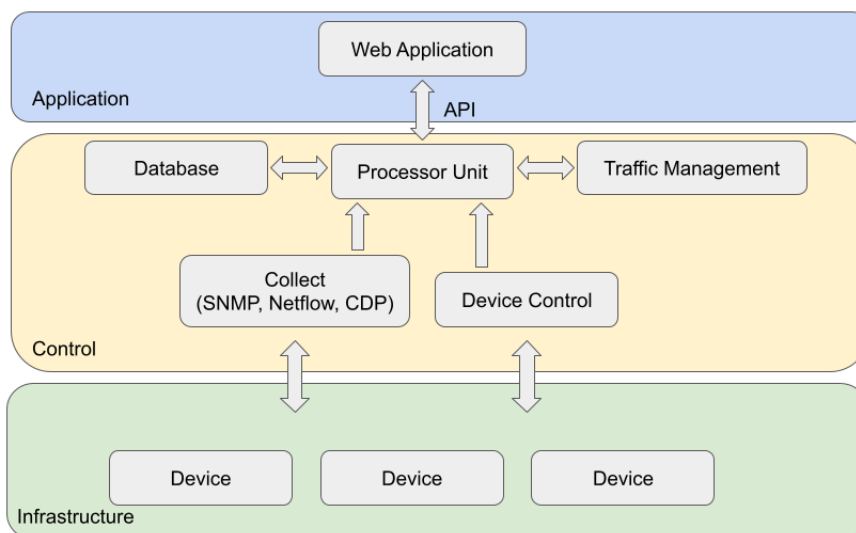 Web Application
Application
API
Database
Processor Unit
Traffic Management
Collect
(SNMP, Netflow, CDP)
Device Control
Control
Device
Device
Device
Infrastructure